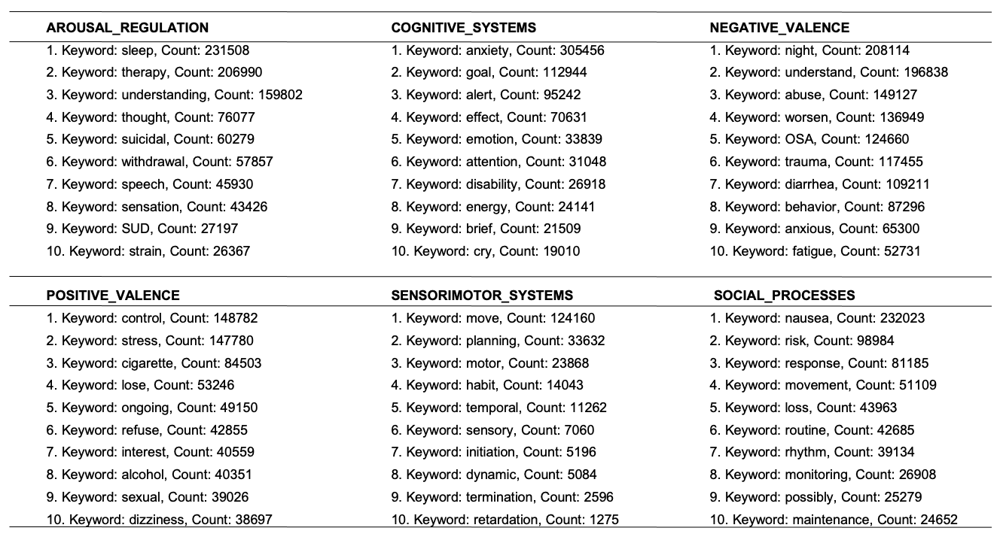 AROUSAL_REGULATION COGNITIVE_SYSTEMS NEGATIVE_VALENCE
1. Keyword: sleep, Count: 231508 1. Keyword: anxiety, Count: 305456 1. Keyword: night, Count: 208114
2. Keyword: therapy, Count: 206990 2. Keyword: goal, Count: 112944 2. Keyword: understand, Count: 196838
3. Keyword: understanding, Count: 159802 3. Keyword: alert, Count: 95242 3. Keyword: abuse, Count: 149127
4. Keyword: thought, Count: 76077 4. Keyword: effect, Count: 70631 4. Keyword: worsen, Count: 136949
5. Keyword: suicidal, Count: 60279 5. Keyword: emotion, Count: 33839 5. Keyword: OSA, Count: 124660
6. Keyword: withdrawal, Count: 57857 6. Keyword: attention, Count: 31048 6. Keyword: trauma, Count: 117455
7. Keyword: speech, Count: 45930 7. Keyword: disability, Count: 26918 7. Keyword: diarrhea, Count: 109211
8. Keyword: sensation, Count: 43426 8. Keyword: energy, Count: 24141 8. Keyword: behavior, Count: 87296
9. Keyword: SUD, Count: 27197 9. Keyword: brief, Count: 21509 9. Keyword: anxious, Count: 65300
10. Keyword: strain, Count: 26367 10. Keyword: cry, Count: 19010 10. Keyword: fatigue, Count: 52731
POSITIVE_VALENCE SENSORIMOTOR_SYSTEMS SOCIAL_PROCESSES
1. Keyword: control, Count: 148782 1. Keyword: move, Count: 124160 1. Keyword: nausea, Count: 232023
2. Keyword: stress, Count: 147780 2. Keyword: planning, Count: 33632 2. Keyword: risk, Count: 98984
3. Keyword: cigarette, Count: 84503 3. Keyword: motor, Count: 23868 3. Keyword: response, Count: 81185
4. Keyword: lose, Count: 53246 4. Keyword: habit, Count: 14043 4. Keyword: movement, Count: 51109
5. Keyword: ongoing, Count: 49150 5. Keyword: temporal, Count: 11262 5. Keyword: loss, Count: 43963
6. Keyword: refuse, Count: 42855 6. Keyword: sensory, Count: 7060 6. Keyword: routine, Count: 42685
7. Keyword: interest, Count: 40559 7. Keyword: initiation, Count: 5196 7. Keyword: rhythm, Count: 39134
8. Keyword: alcohol, Count: 40351 8. Keyword: dynamic, Count: 5084 8. Keyword: monitoring, Count: 26908
9. Keyword: sexual, Count: 39026 9. Keyword: termination, Count: 2596 9. Keyword: possibly, Count: 25279
10. Keyword: dizziness, Count: 38697 10. Keyword: retardation, Count: 1275 10. Keyword: maintenance, Count: 24652